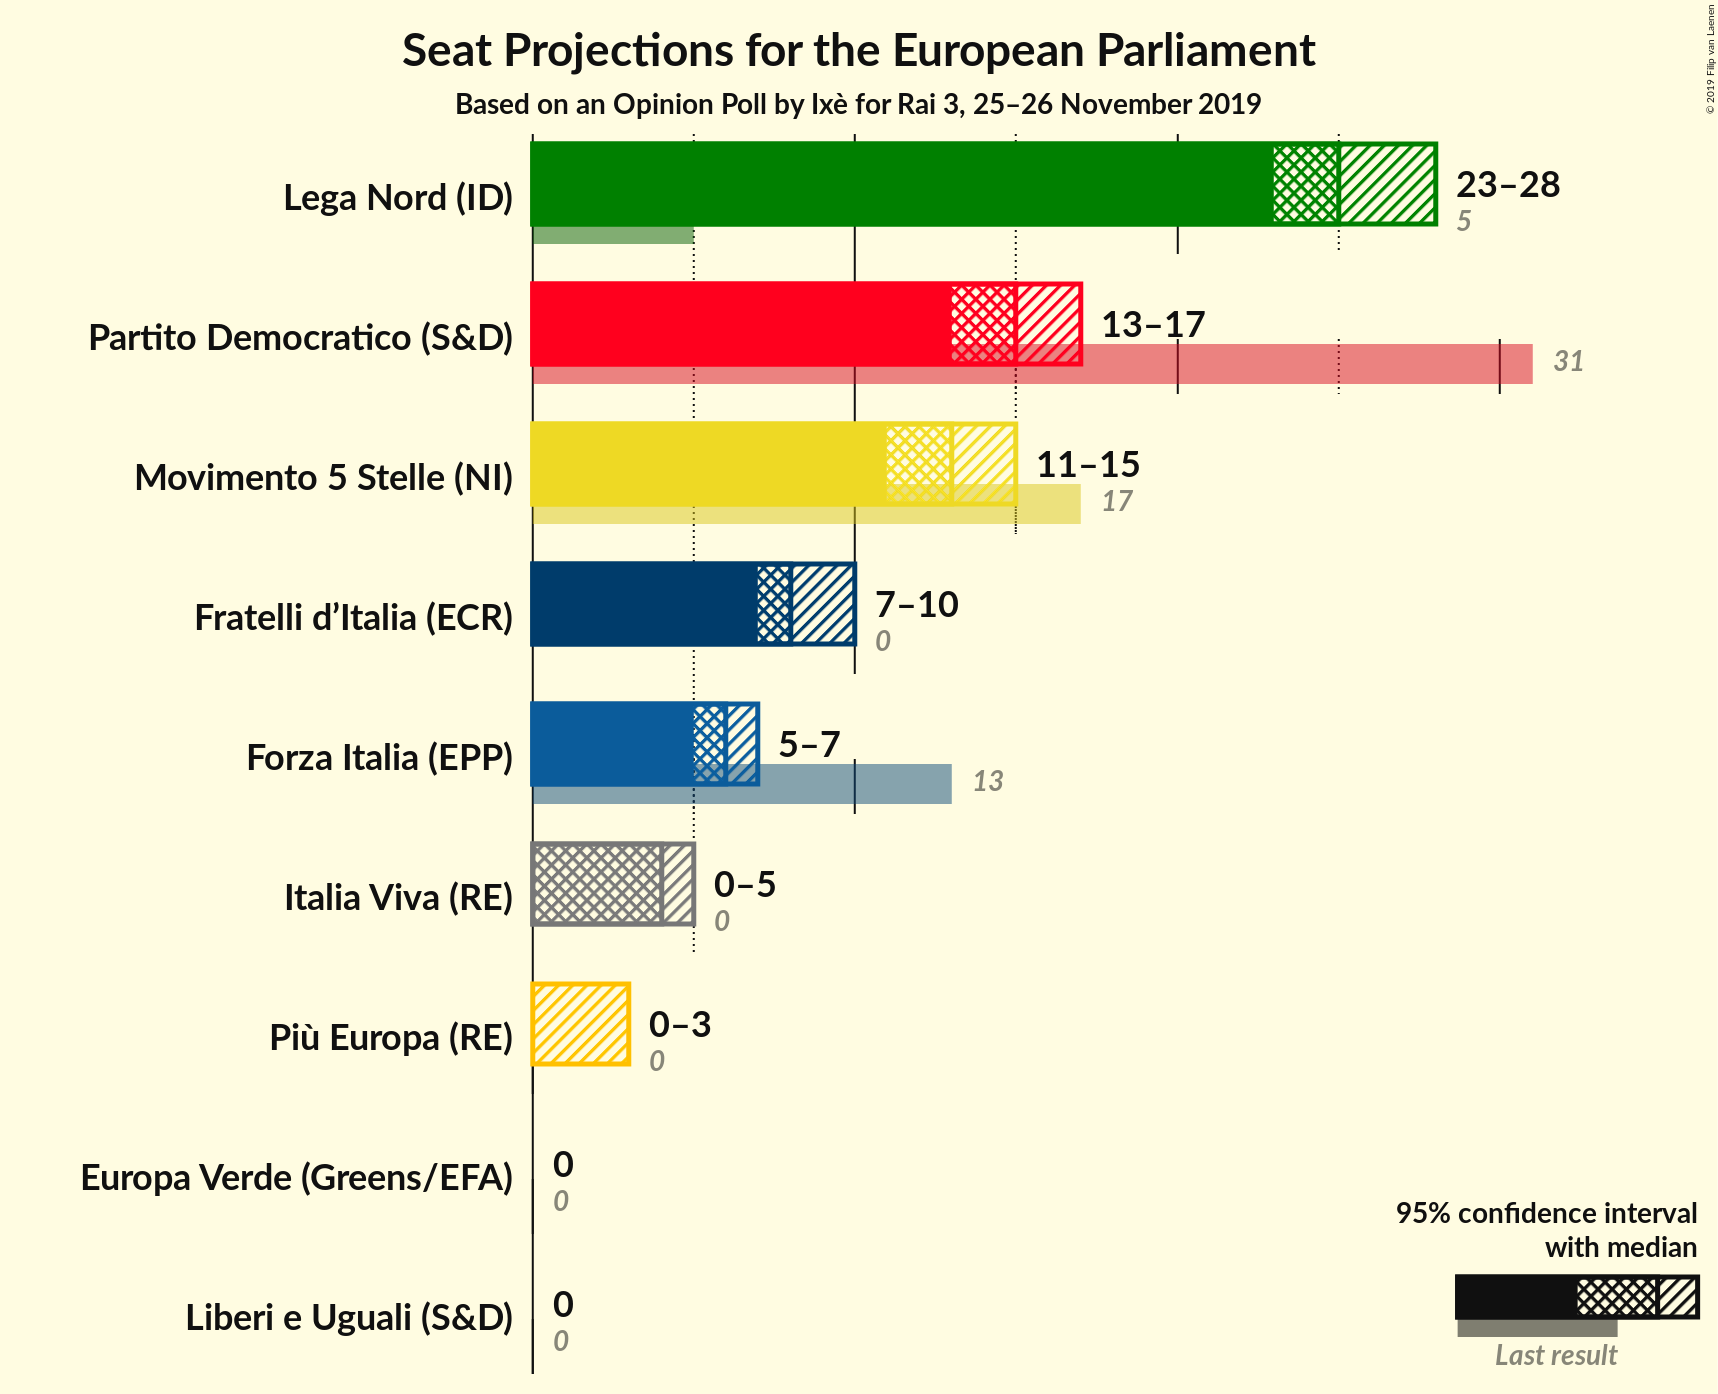 Seat Projections for the European Parliament
Based on an Opinion Poll by Ixè for Rai 3, 25–26 November 2019
© 2019 Filip van Laenen
Lega Nord (ID)
23–28
5
Partito Democratico (S&D)
13–17
31
Movimento 5 Stelle (NI)
11–15
17
Fratelli d’Italia (ECR)
7–10
0
Forza Italia (EPP)
5–7
13
Italia Viva (RE)
0–5
0
Più Europa (RE)
0–3
0
Europa Verde (Greens/EFA)
0
0
Liberi e Uguali (S&D)
0
0
95% confidence interval
with median
Last result